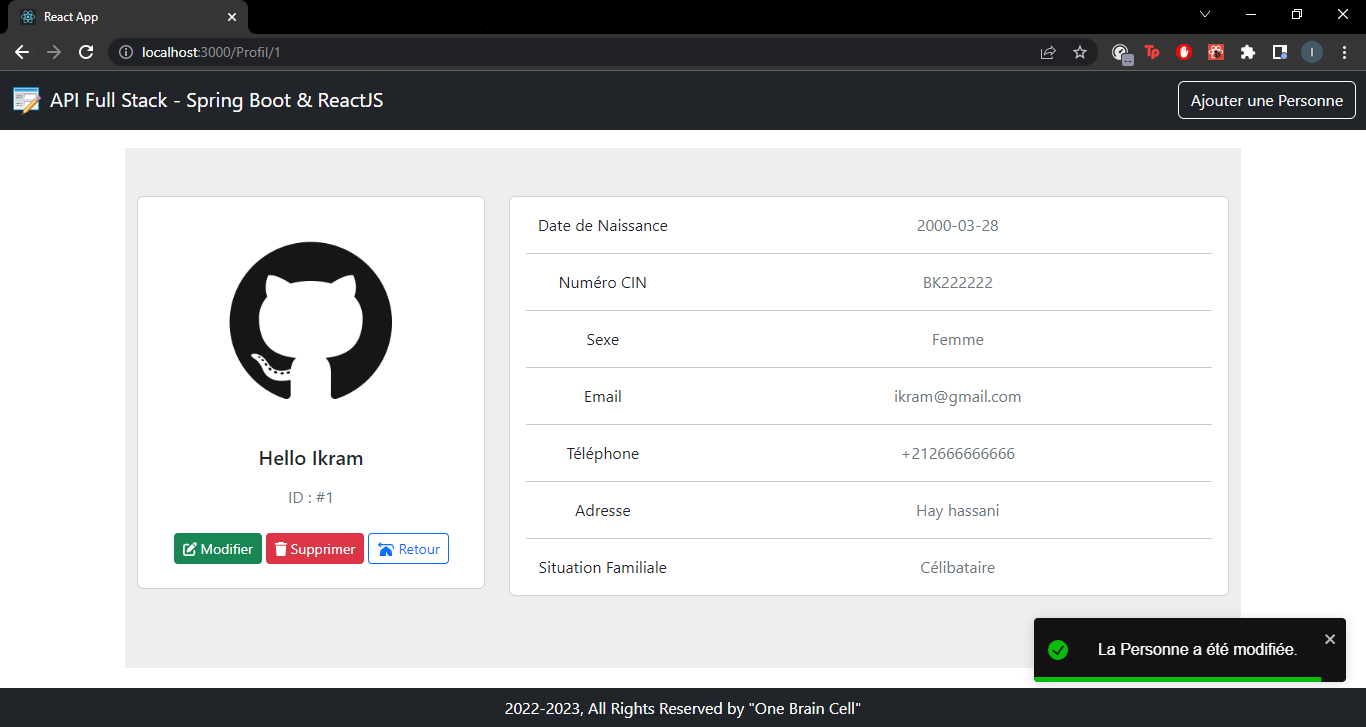 React App
localhost:3000/Profil/1
Tp
I
API Full Stack - Spring Boot & ReactJS
Ajouter une Personne
Date de Naissance 2000-03-28
Numéro CIN BK222222
Sexe Femme
Email ikram@gmail.com
Téléphone +212666666666
Adresse Hay hassani
Situation Familiale Célibataire
Hello Ikram
ID : #1
Modifier Supprimer Retour
La Personne a été modifiée.
2022-2023, All Rights Reserved by "One Brain Cell"